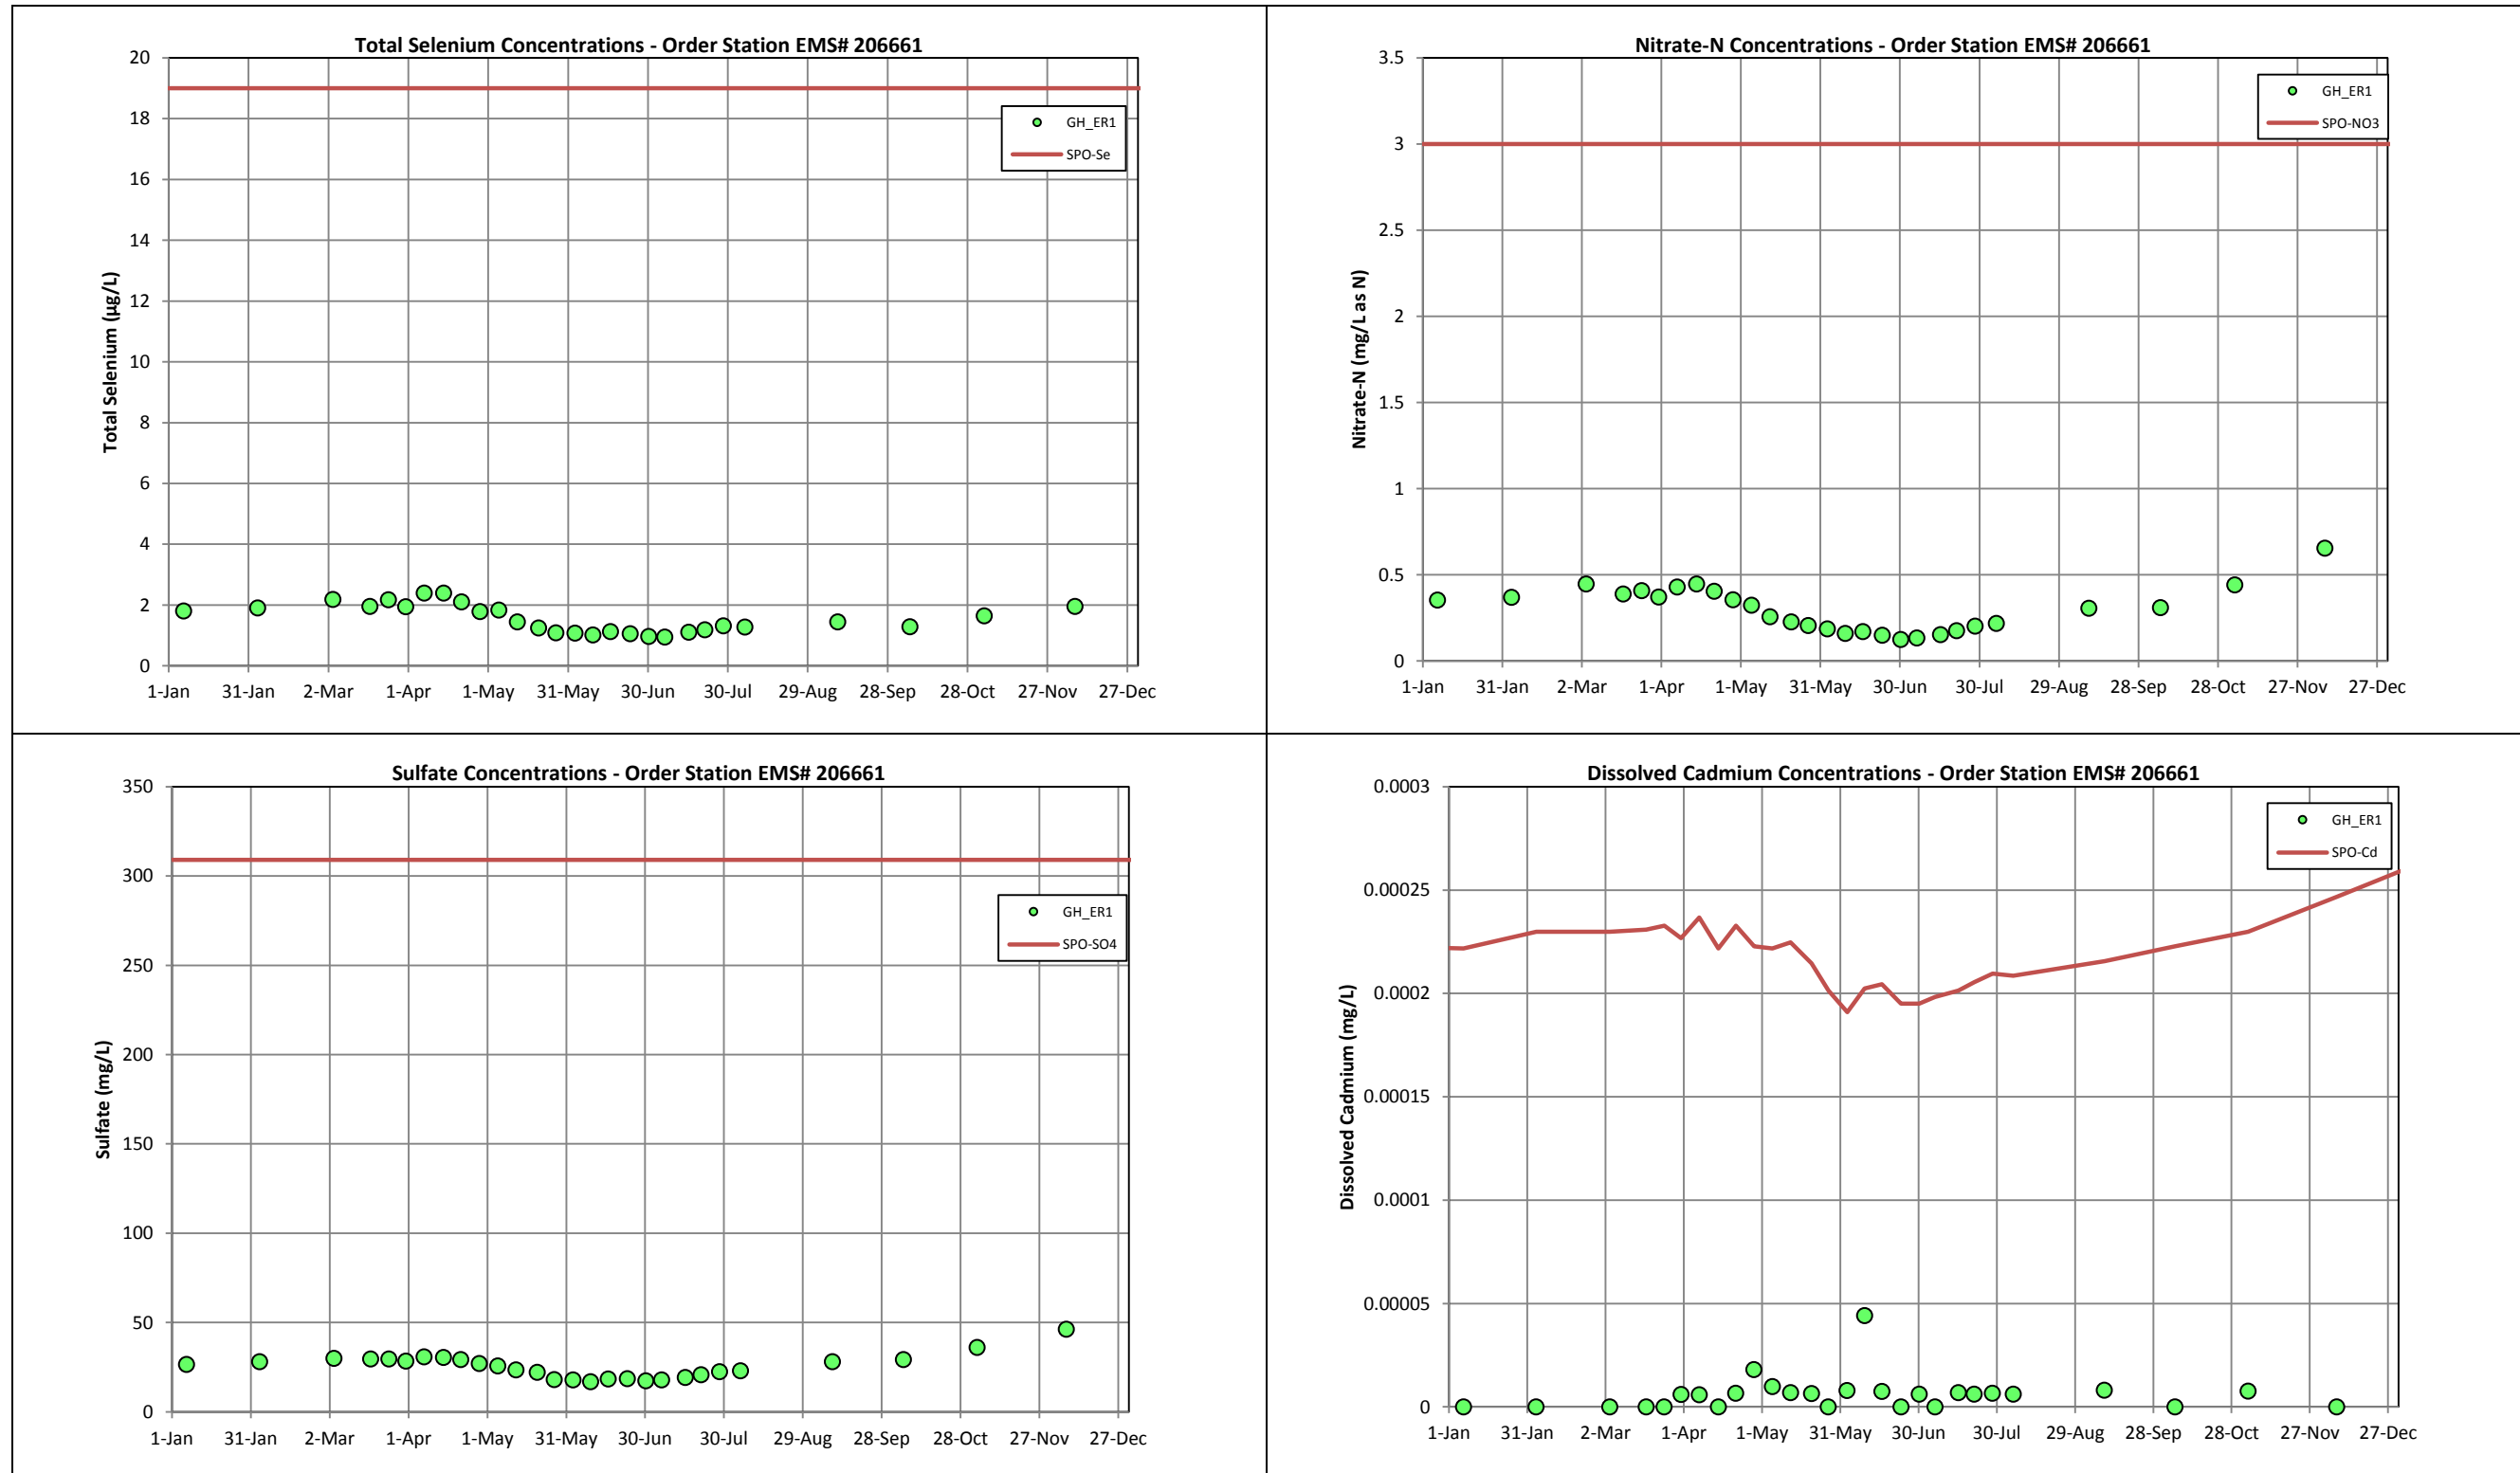 Total Selenium Concentrations - Order Station EMS# 206661
20
18
16
14
12
10
8
6
4
2
0
Total Selenium (µg/L)
GH_ER1
SPO-Se
1-Jan 31-Jan 2-Mar 1-Apr 1-May 31-May 30-Jun 30-Jul 29-Aug 28-Sep 28-Oct 27-Nov 27-Dec
Nitrate-N Concentrations - Order Station EMS# 206661
3.5
3
2.5
2
1.5
1
0.5
0
Nitrate-N (mg/L as N)
GH_ER1
SPO-NO3
1-Jan 31-Jan 2-Mar 1-Apr 1-May 31-May 30-Jun 30-Jul 29-Aug 28-Sep 28-Oct 27-Nov 27-Dec
Sulfate Concentrations - Order Station EMS# 206661
350
300
250
200
150
100
50
0
Sulfate (mg/L)
GH_ER1
SPO-SO4
1-Jan 31-Jan 2-Mar 1-Apr 1-May 31-May 30-Jun 30-Jul 29-Aug 28-Sep 28-Oct 27-Nov 27-Dec
Dissolved Cadmium Concentrations - Order Station EMS# 206661
0.0003
0.00025
0.0002
0.00015
0.0001
0.00005
0
Dissolved Cadmium (mg/L)
GH_ER1
SPO-Cd
1-Jan 31-Jan 2-Mar 1-Apr 1-May 31-May 30-Jun 30-Jul 29-Aug 28-Sep 28-Oct 27-Nov 27-Dec